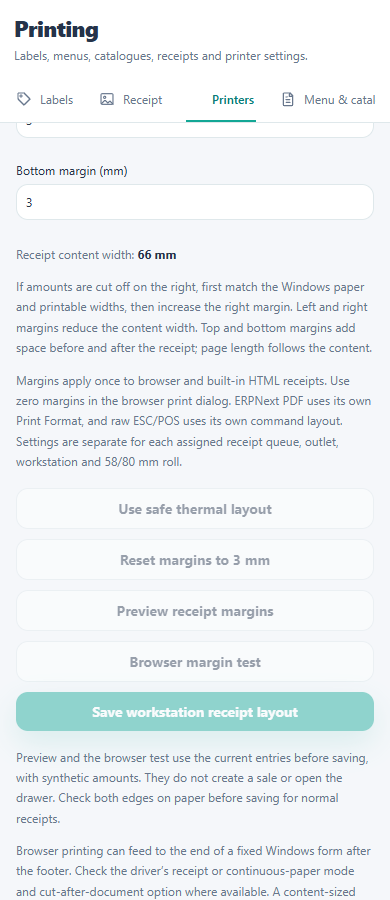 Printing
Labels, menus, catalogues, receipts and printer settings.
Labels
Receipt
Printers
Menu & catal
Bottom margin (mm)
3
Receipt content width: 66 mm
If amounts are cut off on the right, first match the Windows paper
and printable widths, then increase the right margin. Left and right
margins reduce the content width. Top and bottom margins add
space before and after the receipt; page length follows the content.
Margins apply once to browser and built-in HTML receipts. Use
zero margins in the browser print dialog. ERPNext PDF uses its own
Print Format, and raw ESC/POS uses its own command layout.
Settings are separate for each assigned receipt queue, outlet,
workstation and 58/80 mm roll.
Use safe thermal layout
Reset margins to 3 mm
Preview receipt margins
Browser margin test
Save workstation receipt layout
Preview and the browser test use the current entries before saving,
with synthetic amounts. They do not create a sale or open the
drawer. Check both edges on paper before saving for normal
receipts.
Browser printing can feed to the end of a fixed Windows form after
the footer. Check the driver's receipt or continuous-paper mode
and cut-after-document option where available. A content-sized